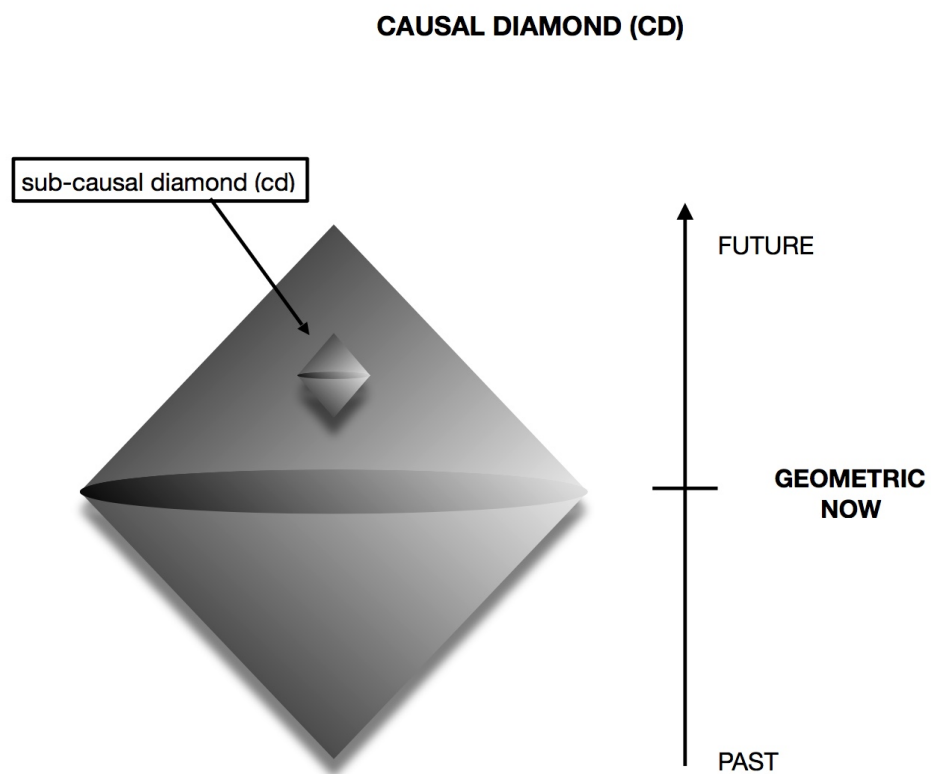 CAUSAL DIAMOND (CD)
sub-causal diamond (cd)
FUTURE
GEOMETRIC
NOW
PAST